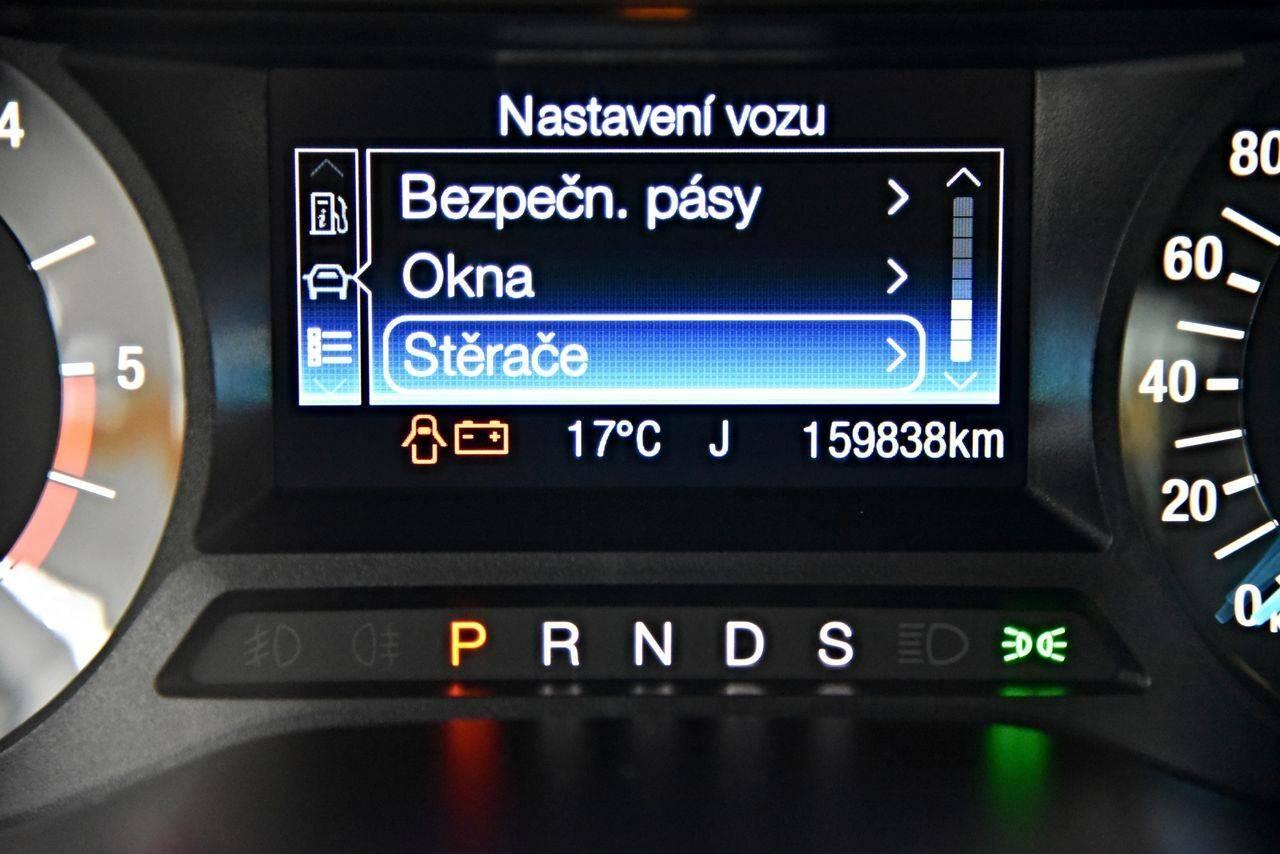 Nastavení vozu
Bezpečn. pásy
Okna
Stěrače
17°C J 159838km
4
5
80
60
40
20
0
P R N D S